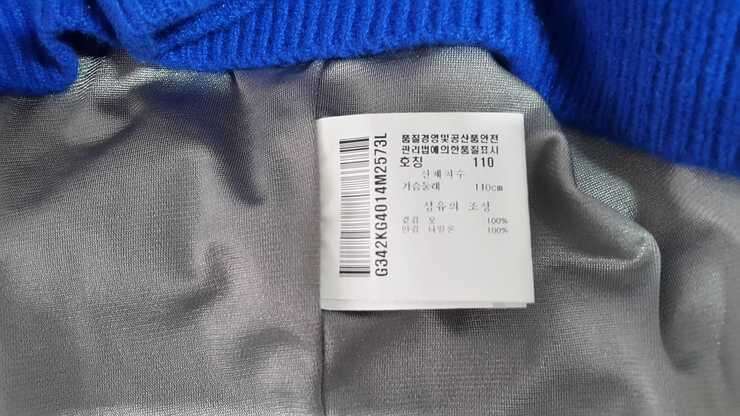 품질경영및공산품안전
관리법에의한품질표시
호칭 110
신체치수
가슴둘레 110cm
섬유의 조성
겉감 모 100%
안감 나일론 100%
G342KG4014M2573L